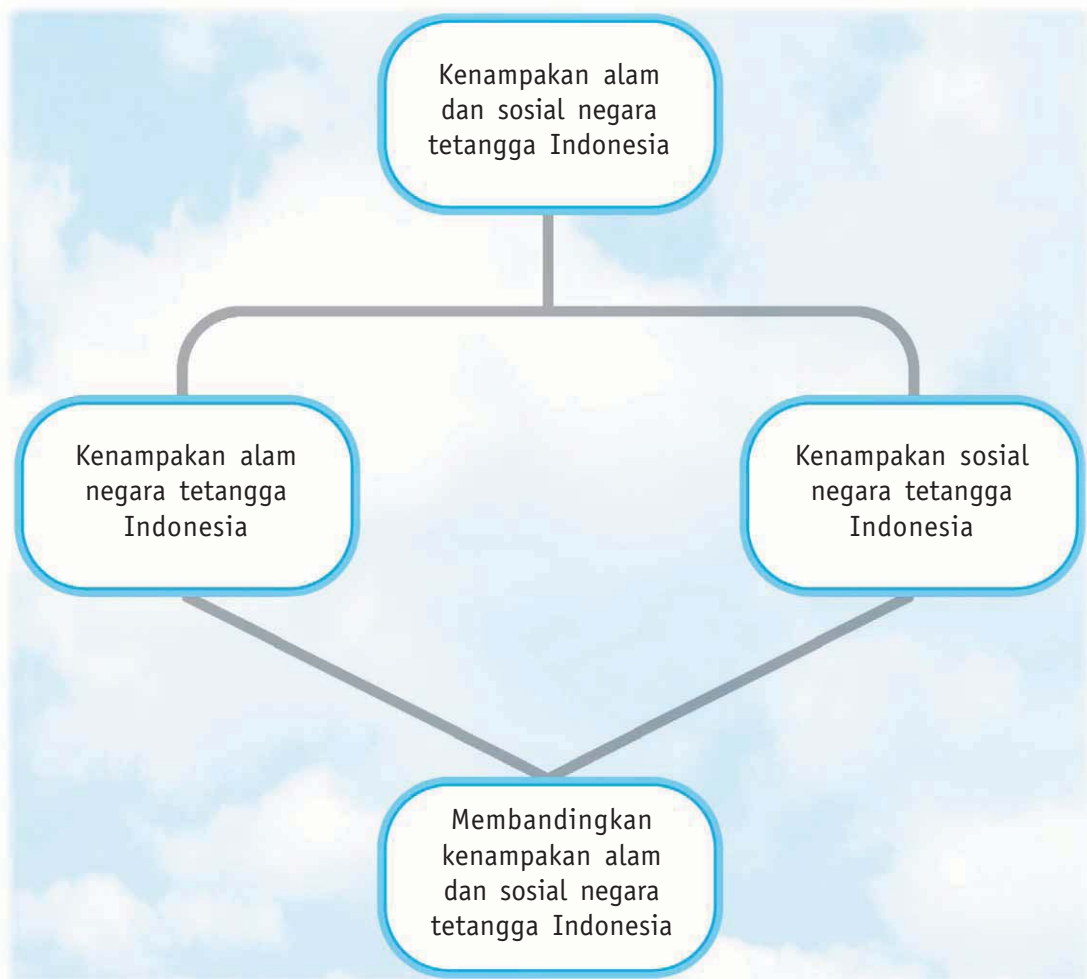 Kenampakan alam
dan sosial negara
tetangga Indonesia
Kenampakan alam
negara tetangga
Indonesia
Kenampakan sosial
negara tetangga
Indonesia
Membandingkan
kenampakan alam
dan sosial negara
tetangga Indonesia